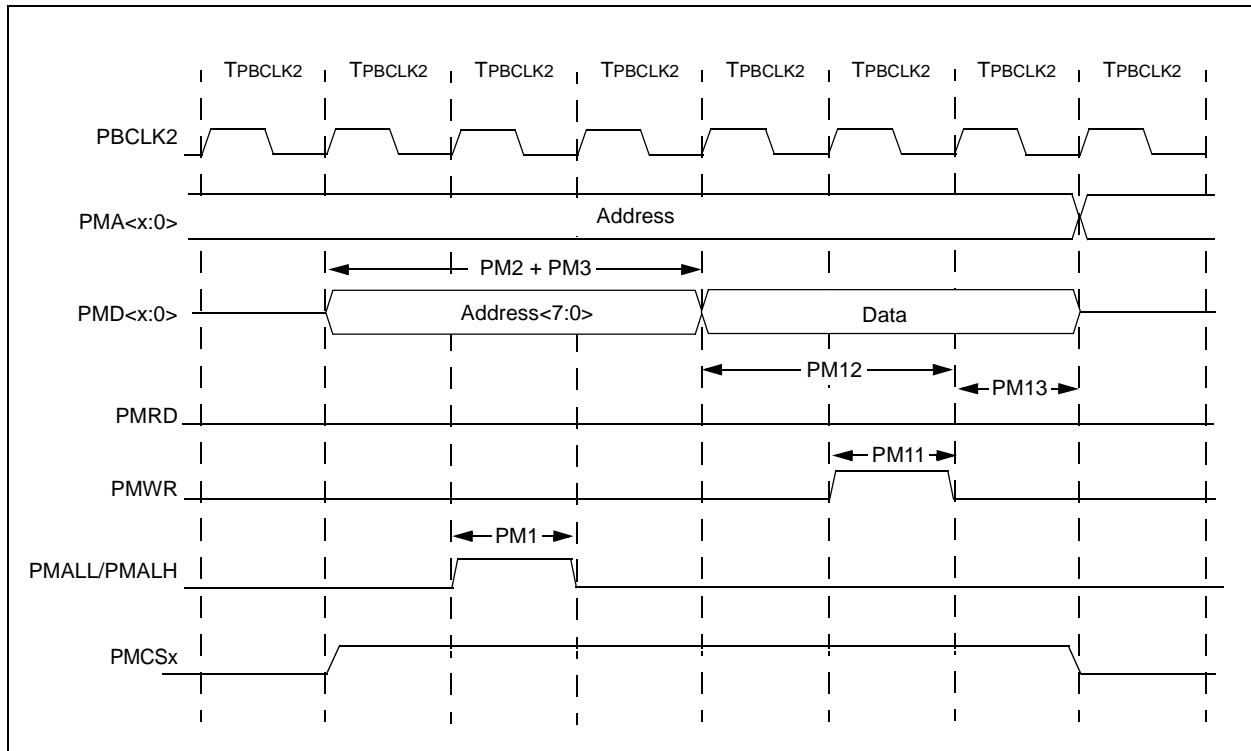 TPBCLK2 TPBCLK2 TPBCLK2 TPBCLK2 TPBCLK2 TPBCLK2 TPBCLK2 TPBCLK2
PBCLK2
PMA<x:0> Address
PM2 + PM3
PMD<x:0> Address<7:0> Data
PM12
PM13
PMRD
PM11
PMWR
PM1
PMALL/PMALH
PMCSx